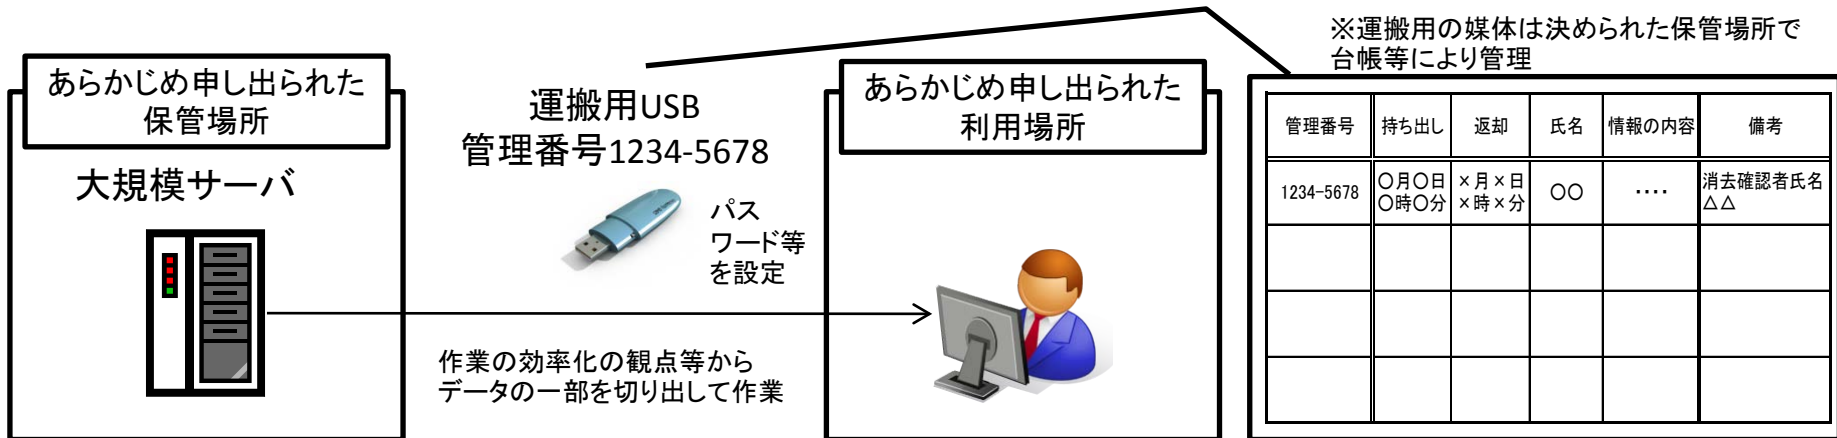 ※運搬用の媒体は決められた保管場所で
台帳等により管理
あらかじめ申し出られた
保管場所
大規模サーバ
運搬用USB
管理番号1234-5678
パス
ワード等
を設定
作業の効率化の観点等から
データの一部を切り出して作業
あらかじめ申し出られた
利用場所
管理番号 持ち出し 返却 氏名 情報の内容 備考
1234-5678 〇月〇日 ×月×日 〇〇 ‥‥ 消去確認者氏名
〇時〇分 ×時×分 △△